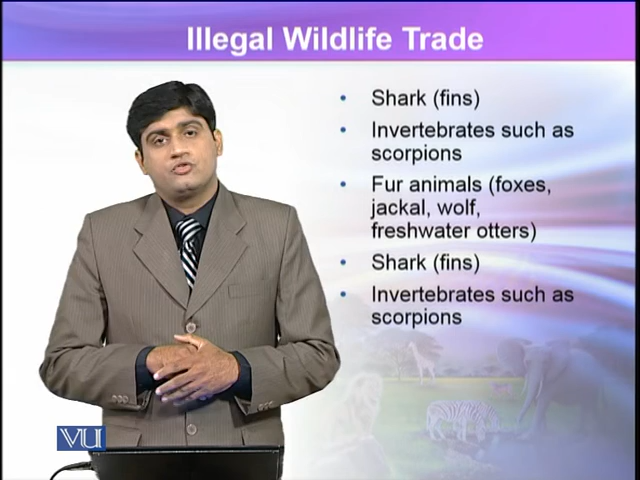 Illegal Wildlife Trade
• Shark (fins)
• Invertebrates such as
scorpions
• Fur animals (foxes,
jackal, wolf,
freshwater otters)
• Shark (fins)
• Invertebrates such as
scorpions
VU